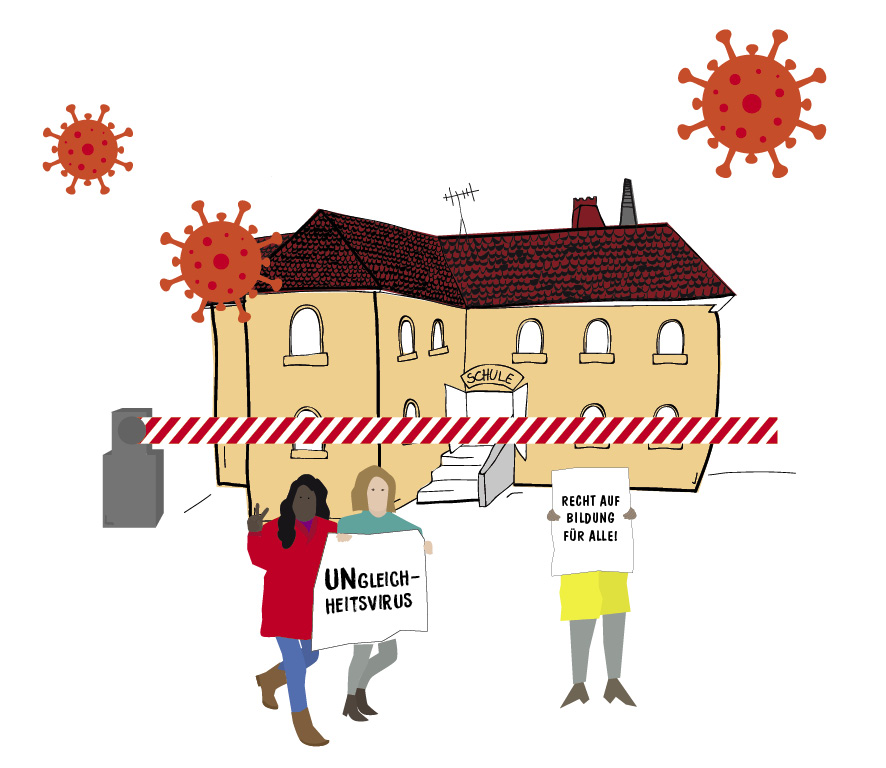 SCHULE
UNGLEICH-
HEITSVIRUS
RECHT AUF
BILDUNG
FÜR ALLE!